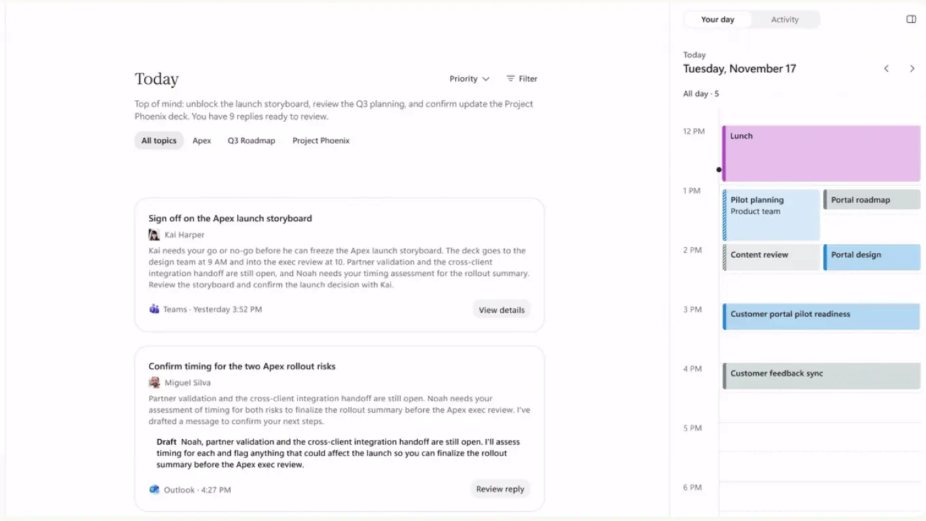 Your day
Activity
Today
Tuesday, November 17
All day · 5
Today
Priority
Filter
Top of mind: unblock the launch storyboard, review the Q3 planning, and confirm update the Project
Phoenix deck. You have 9 replies ready to review.
All topics
Apex
Q3 Roadmap
Project Phoenix
Sign off on the Apex launch storyboard
Kai Harper
Kai needs your go or no-go before he can freeze the Apex launch storyboard. The deck goes to the
design team at 9 AM and into the exec review at 10. Partner validation and the cross-client
integration handoff are still open, and Noah needs your timing assessment for the rollout summary.
Review the storyboard and confirm the launch decision with Kai.
Teams · Yesterday 3:52 PM
View details
Confirm timing for the two Apex rollout risks
Miguel Silva
Partner validation and the cross-client integration handoff are still open. Noah needs your
assessment of timing for both risks to finalize the rollout summary before the Apex exec review. I've
drafted a message to confirm your next steps.
Draft Noah, partner validation and the cross-client integration handoff are still open. I'll assess
timing for each and flag anything that could affect the launch so you can finalize the rollout
summary before the Apex exec review.
Outlook · 4:27 PM
Review reply
12 PM
Lunch
1 PM
Pilot planning
Product team
Portal roadmap
2 PM
Content review
Portal design
3 PM
Customer portal pilot readiness
4 PM
Customer feedback sync
5 PM
6 PM